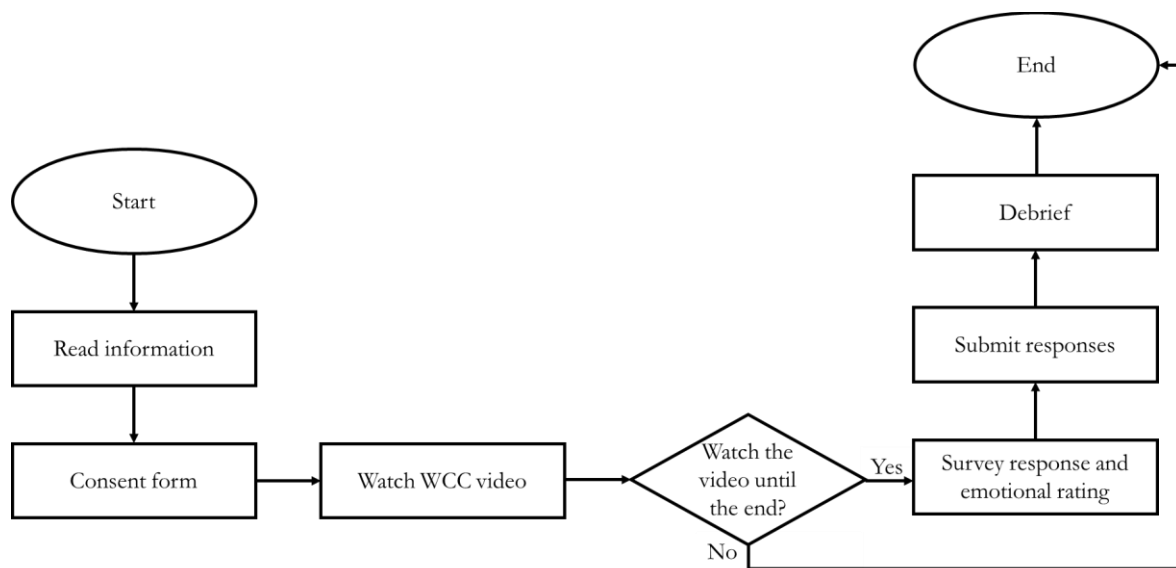 Start
Read information
Consent form
Watch WCC video
Watch the
video until
the end?
Yes
No
Survey response and
emotional rating
Submit responses
Debrief
End